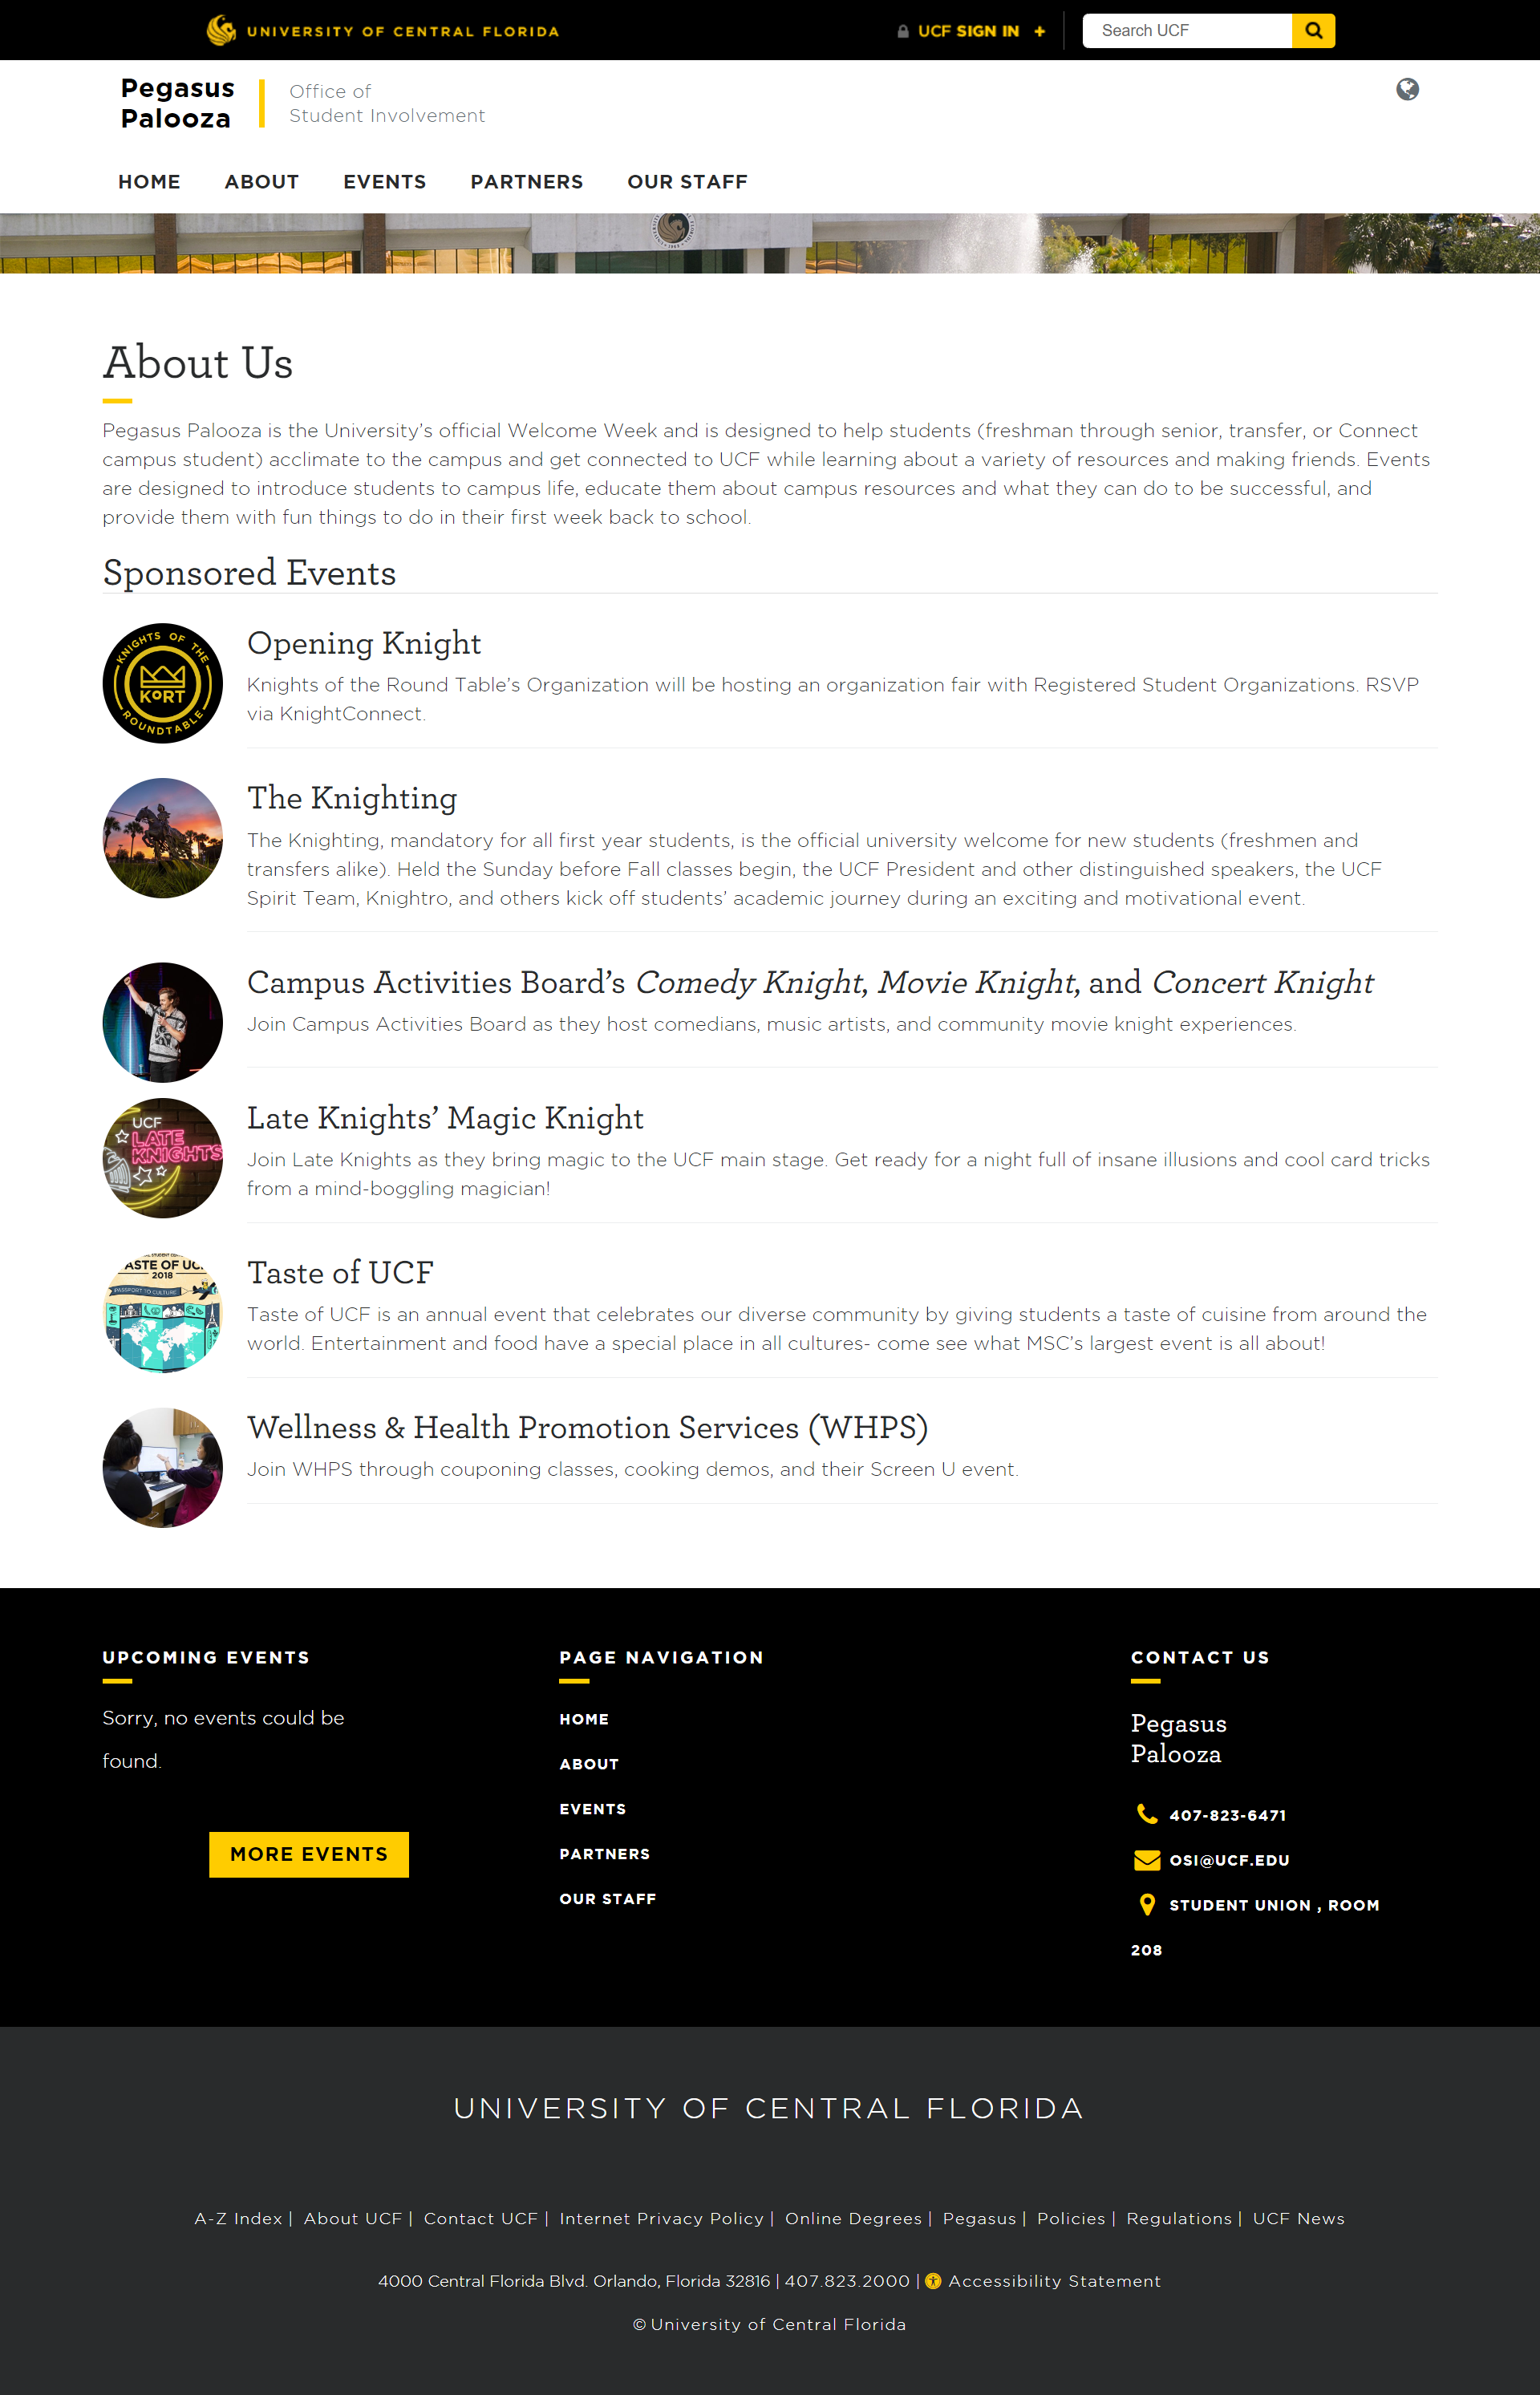 UNIVERSITY OF CENTRAL FLORIDA
UCF SIGN IN +
Search UCF
Pegasus
Palooza
Office of
Student Involvement
HOME ABOUT EVENTS PARTNERS OUR STAFF
About Us
Pegasus Palooza is the University’s official Welcome Week and is designed to help students (freshman through senior, transfer, or Connect
campus student) acclimate to the campus and get connected to UCF while learning about a variety of resources and making friends. Events
are designed to introduce students to campus life, educate them about campus resources and what they can do to be successful, and
provide them with fun things to do in their first week back to school.
Sponsored Events
KNIGHTS OF THE
KoRT
ROUNDTABLE
Opening Knight
Knights of the Round Table’s Organization will be hosting an organization fair with Registered Student Organizations. RSVP
via KnightConnect.
The Knighting
The Knighting, mandatory for all first year students, is the official university welcome for new students (freshmen and
transfers alike). Held the Sunday before Fall classes begin, the UCF President and other distinguished speakers, the UCF
Spirit Team, Knightro, and others kick off students’ academic journey during an exciting and motivational event.
Campus Activities Board’s Comedy Knight, Movie Knight, and Concert Knight
Join Campus Activities Board as they host comedians, music artists, and community movie knight experiences.
UCF
LATE
KNIGHTS
Late Knights’ Magic Knight
Join Late Knights as they bring magic to the UCF main stage. Get ready for a night full of insane illusions and cool card tricks
from a mind-boggling magician!
ASTE OF UC
2018
PASSPORT TO CULTURE
Taste of UCF
Taste of UCF is an annual event that celebrates our diverse community by giving students a taste of cuisine from around the
world. Entertainment and food have a special place in all cultures- come see what MSC’s largest event is all about!
Wellness & Health Promotion Services (WHPS)
Join WHPS through couponing classes, cooking demos, and their Screen U event.
UPCOMING EVENTS
Sorry, no events could be
found.
MORE EVENTS
PAGE NAVIGATION
HOME
ABOUT
EVENTS
PARTNERS
OUR STAFF
CONTACT US
Pegasus
Palooza
407-823-6471
OSI@UCF.EDU
STUDENT UNION , ROOM
208
UNIVERSITY OF CENTRAL FLORIDA
A-Z Index | About UCF | Contact UCF | Internet Privacy Policy | Online Degrees | Pegasus | Policies | Regulations | UCF News
4000 Central Florida Blvd. Orlando, Florida 32816 | 407.823.2000 | Accessibility Statement
© University of Central Florida